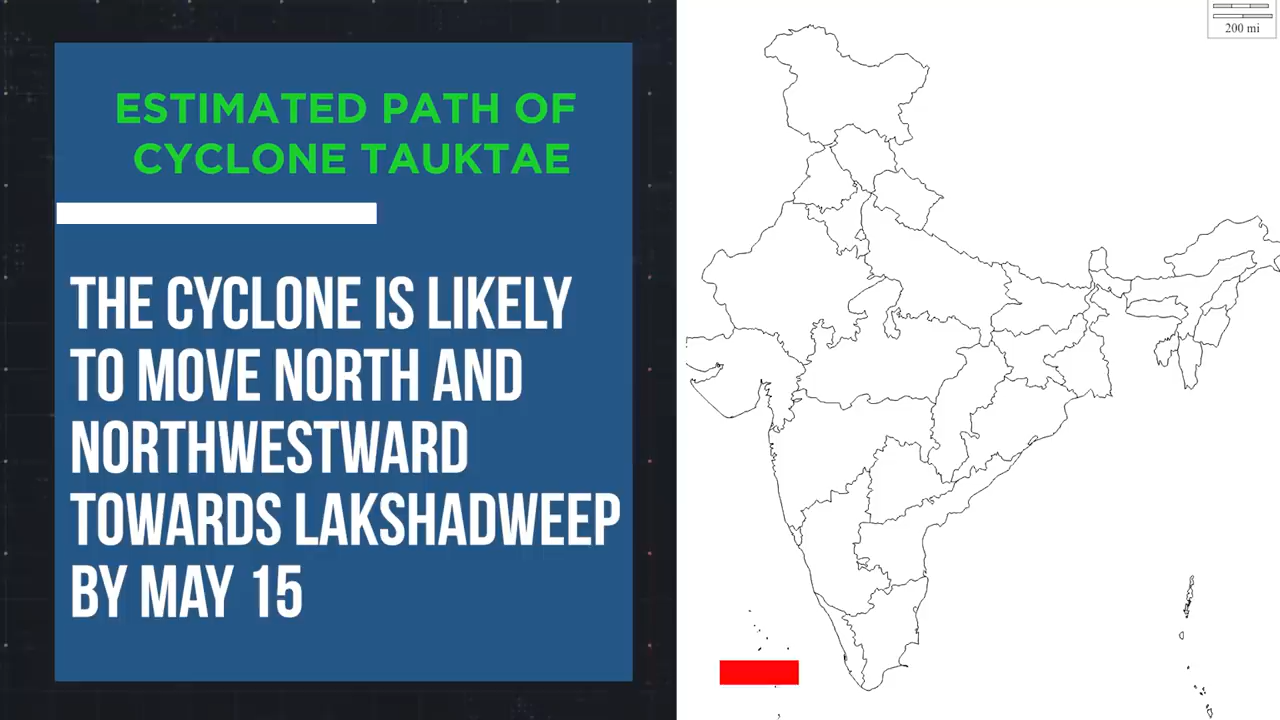 ESTIMATED PATH OF
CYCLONE TAUKTAE
THE CYCLONE IS LIKELY
TO MOVE NORTH AND
NORTHWESTWARD
TOWARDS LAKSHADWEEP
BY MAY 15
200 mi